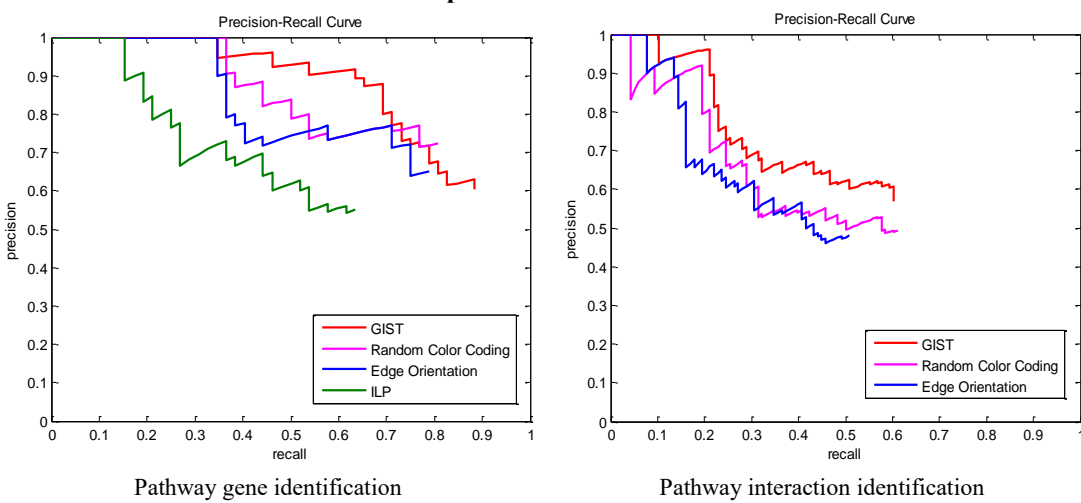 Precision-Recall Curve
precision
1
0.9
0.8
0.7
0.6
0.5
0.4
0.3
0.2
0.1
0
GIST
Random Color Coding
Edge Orientation
ILP
0 0.1 0.2 0.3 0.4 0.5 0.6 0.7 0.8 0.9 1
recall
Pathway gene identification
Precision-Recall Curve
precision
1
0.9
0.8
0.7
0.6
0.5
0.4
0.3
0.2
0.1
0
GIST
Random Color Coding
Edge Orientation
0 0.1 0.2 0.3 0.4 0.5 0.6 0.7 0.8 0.9 1
recall
Pathway interaction identification